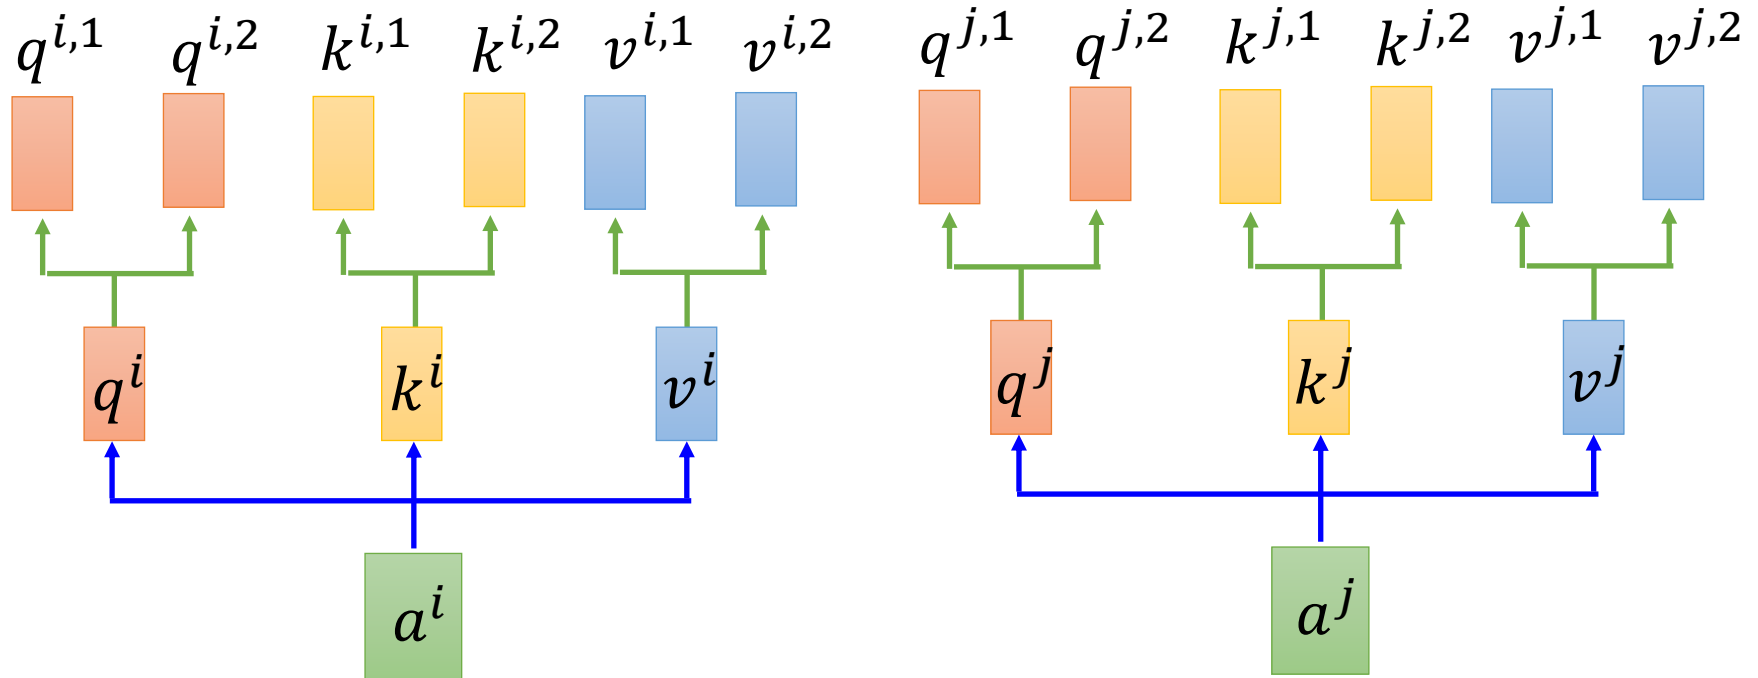 q^{i,1} q^{i,2} k^{i,1} k^{i,2} v^{i,1} v^{i,2} q^{j,1} q^{j,2} k^{j,1} k^{j,2} v^{j,1} v^{j,2}
q^i k^i v^i q^j k^j v^j
a^i a^j